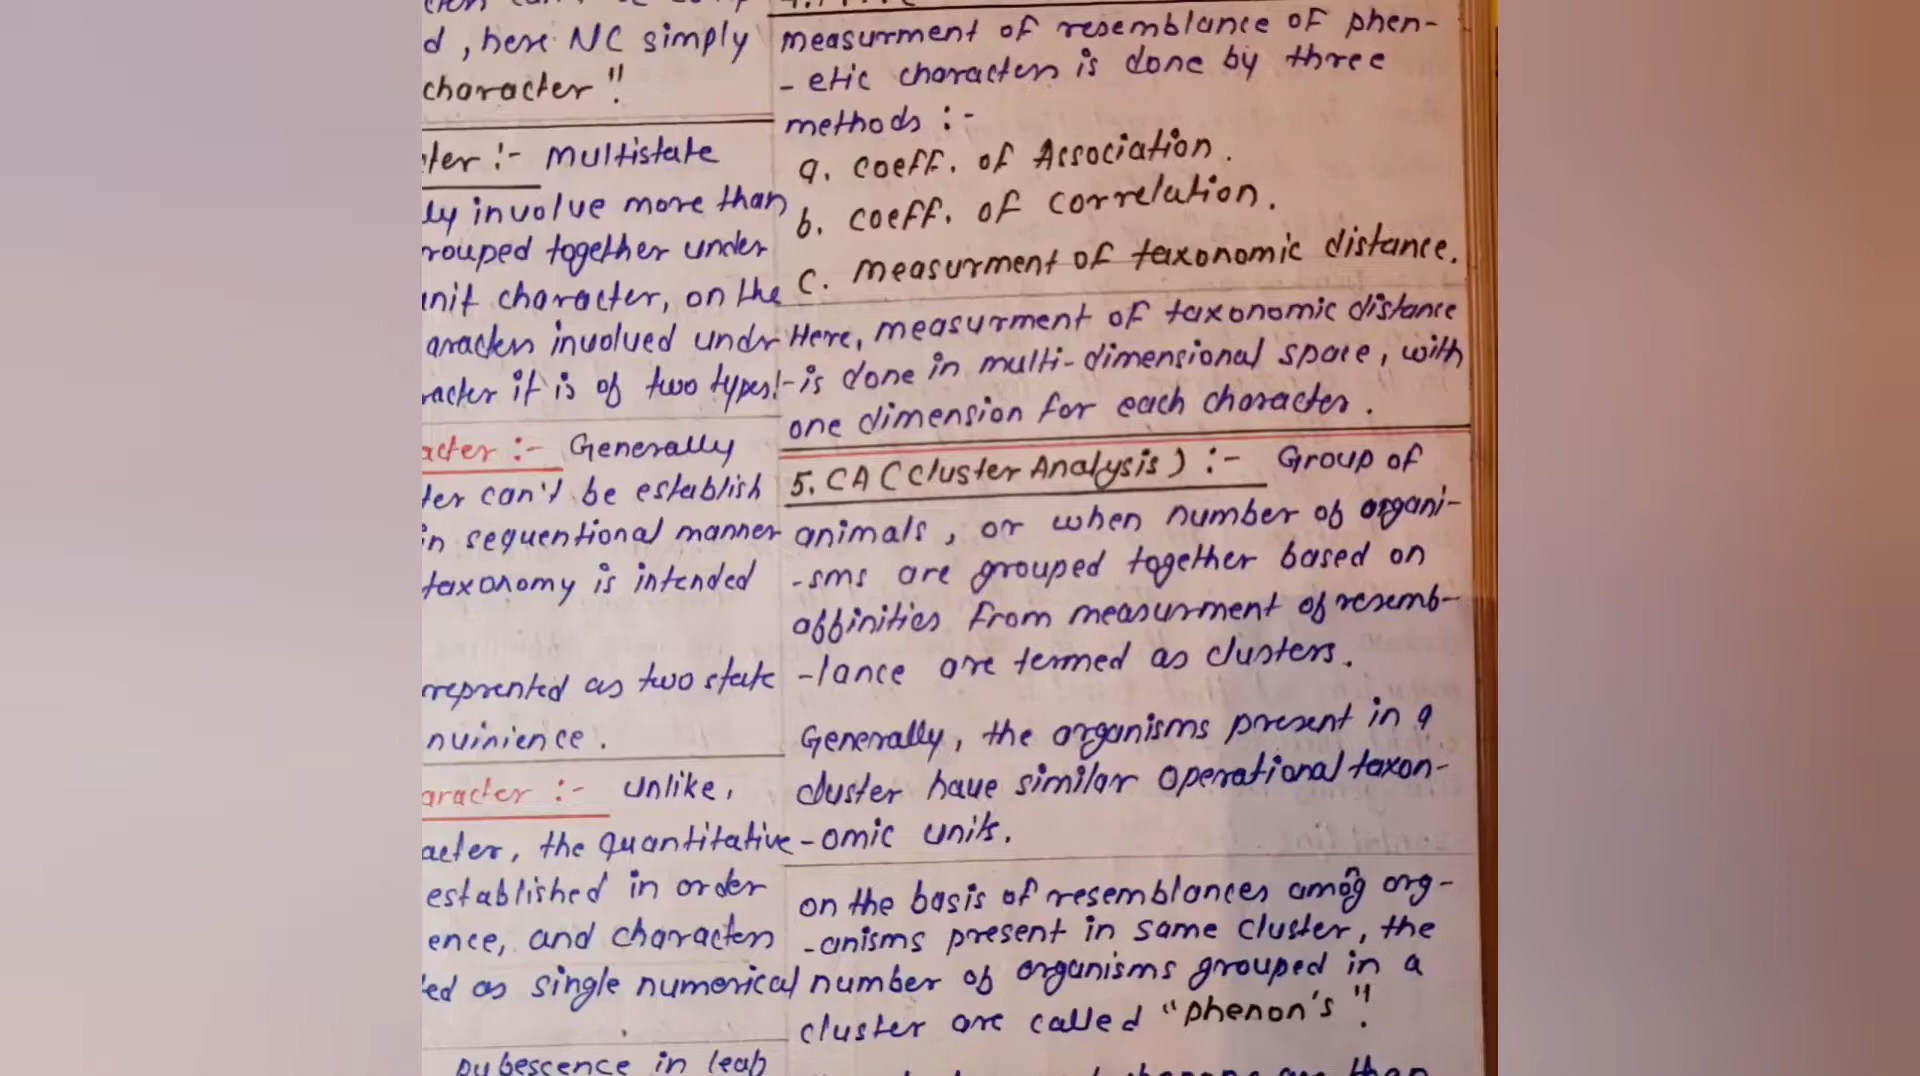 d, here NC simply
character"
ter :- Multistate
ly involve more than
rouped together under
unit character, on the
aracters involved undr
racter it is of two types!-
acter :- Generally
ter can't be establish
in sequentional manner
taxonomy is intended
reprented as two state
nuinience.
aracter :- Unlike,
acter, the quantitative
established in order
ence, and characters
ted as single numerical
pubescence in leaf
measurment of resemblance of phen-
-etic characters is done by three
methods :-
a. coeff. of Association.
b. coeff. of correlation.
c. measurment of taxonomic distance.
Here, measurment of taxonomic distance
is done in multi-dimensional space, with
one dimension for each character.
5. CA (Cluster Analysis) :- Group of
animals, or when number of organi-
-sms are grouped together based on
affinities from measurment of resemb-
-lance are termed as clusters.
Generally, the organisms present in a
cluster have similar operational taxon-
-omic units.
on the basis of resemblances among org-
-anisms present in same cluster, the
number of organisms grouped in a
cluster are called "phenon's"!